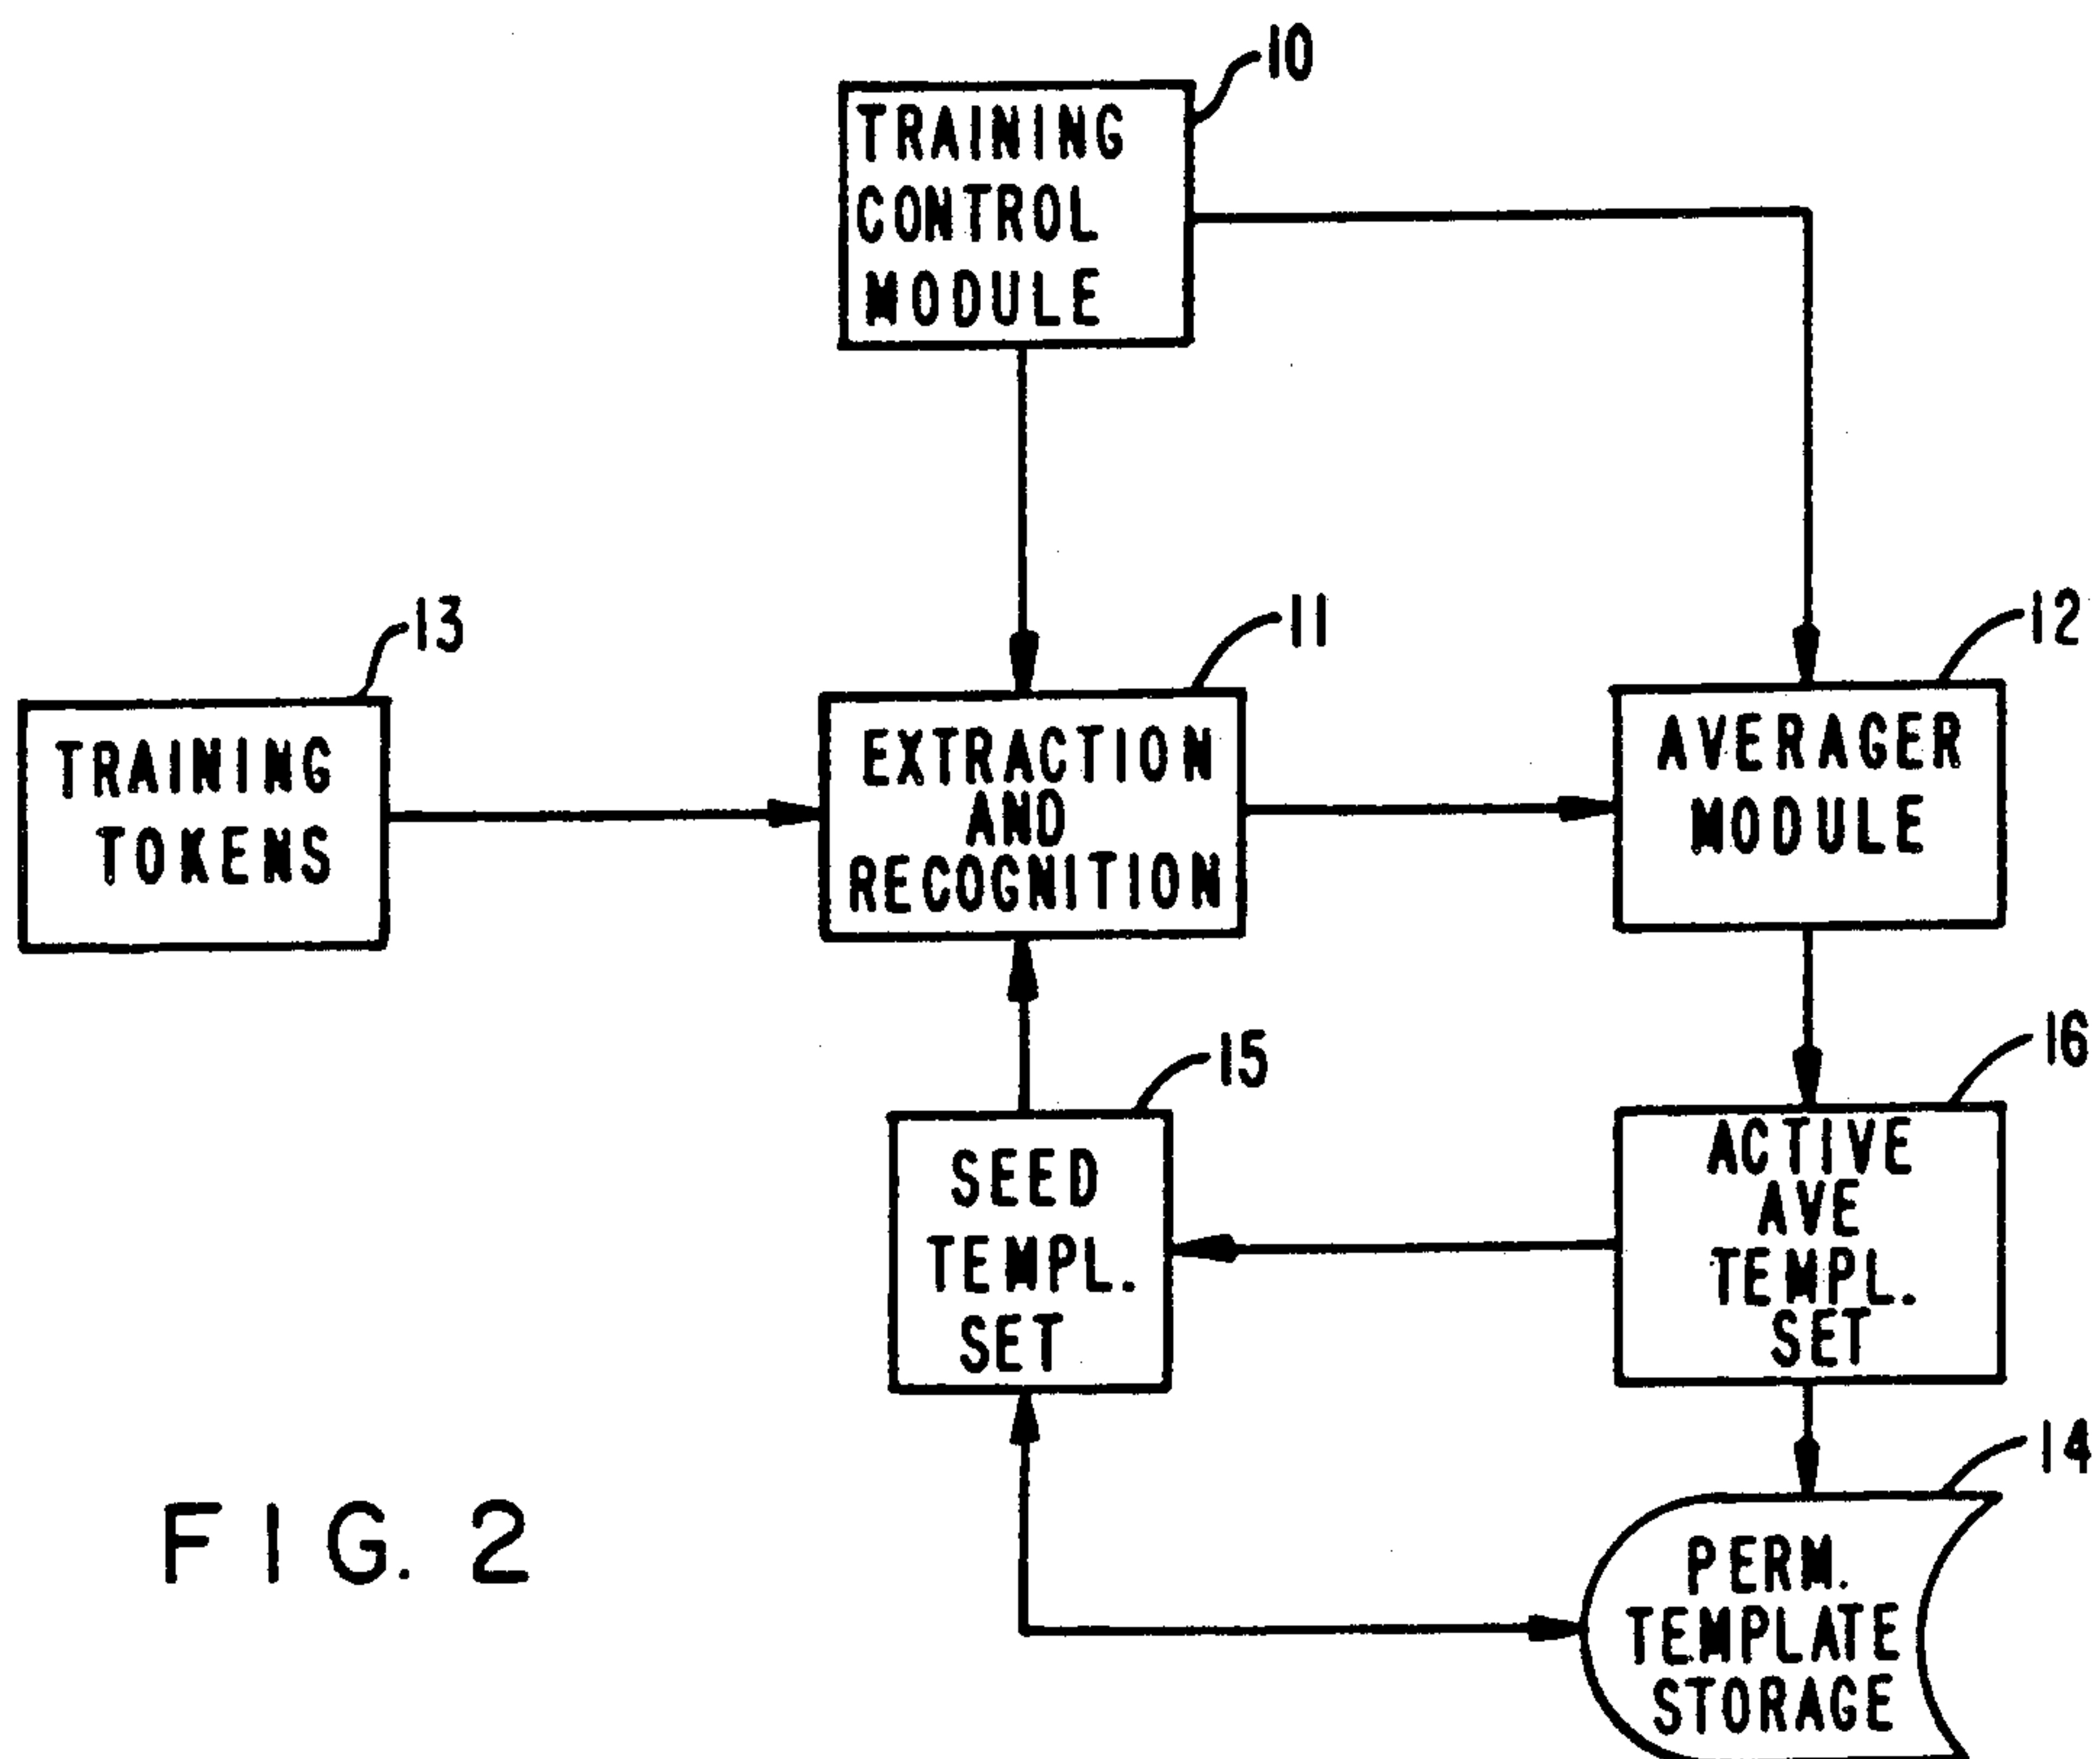 10
TRAINING
CONTROL
MODULE
13
TRAINING
TOKENS
11
EXTRACTION
AND
RECOGNITION
12
AVERAGER
MODULE
15
SEED
TEMPL.
SET
16
ACTIVE
AVE
TEMPL.
SET
14
PERM.
TEMPLATE
STORAGE
FIG. 2